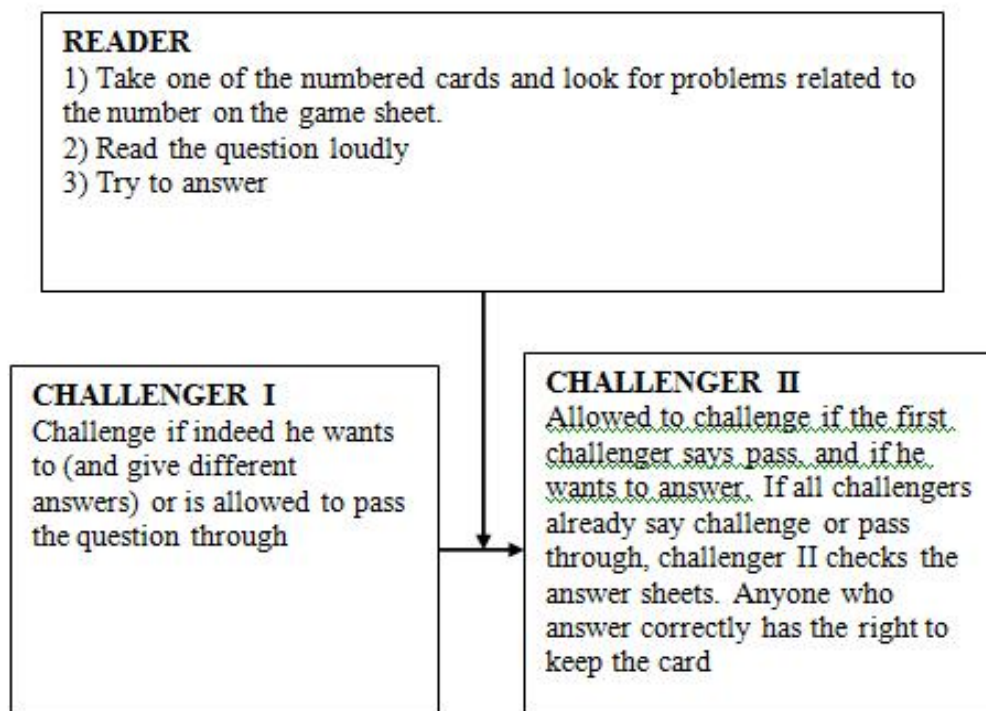 READER
1) Take one of the numbered cards and look for problems related to
the number on the game sheet.
2) Read the question loudly
3) Try to answer
CHALLENGER I
Challenge if indeed he wants
to (and give different
answers) or is allowed to pass
the question through
CHALLENGER II
Allowed to challenge if the first
challenger says pass, and if he
wants to answer. If all challengers
already say challenge or pass
through, challenger II checks the
answer sheets. Anyone who
answer correctly has the right to
keep the card